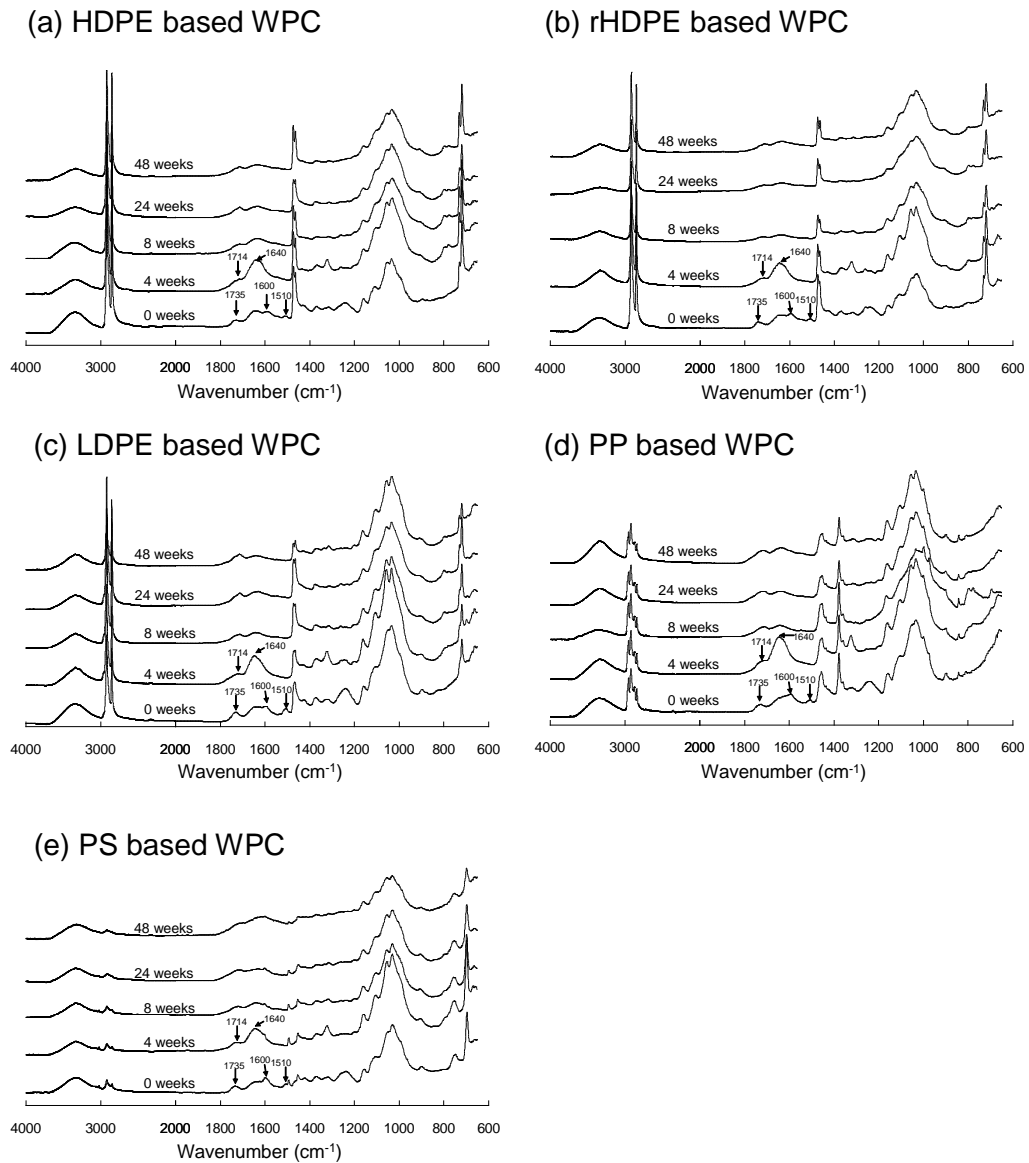 (a) HDPE based WPC
48 weeks
24 weeks
8 weeks
1714
1640
4 weeks
1735
1600
1510
0 weeks
4000 3000 2000 1600 1400 1200 1000 800 600
Wavenumber (cm-1)
(b) rHDPE based WPC
48 weeks
24 weeks
8 weeks
1714
1640
4 weeks
1735
1600
1510
0 weeks
4000 3000 2000 1600 1400 1200 1000 800 600
Wavenumber (cm-1)
(c) LDPE based WPC
48 weeks
24 weeks
8 weeks
1714
1640
4 weeks
1735
1600
1510
0 weeks
4000 3000 2000 1600 1400 1200 1000 800 600
Wavenumber (cm-1)
(d) PP based WPC
48 weeks
24 weeks
8 weeks
1714
1640
4 weeks
1735
1600
1510
0 weeks
4000 3000 2000 1600 1400 1200 1000 800 600
Wavenumber (cm-1)
(e) PS based WPC
48 weeks
24 weeks
8 weeks
1714
1640
4 weeks
1735
1600
1510
0 weeks
4000 3000 2000 1600 1400 1200 1000 800 600
Wavenumber (cm-1)